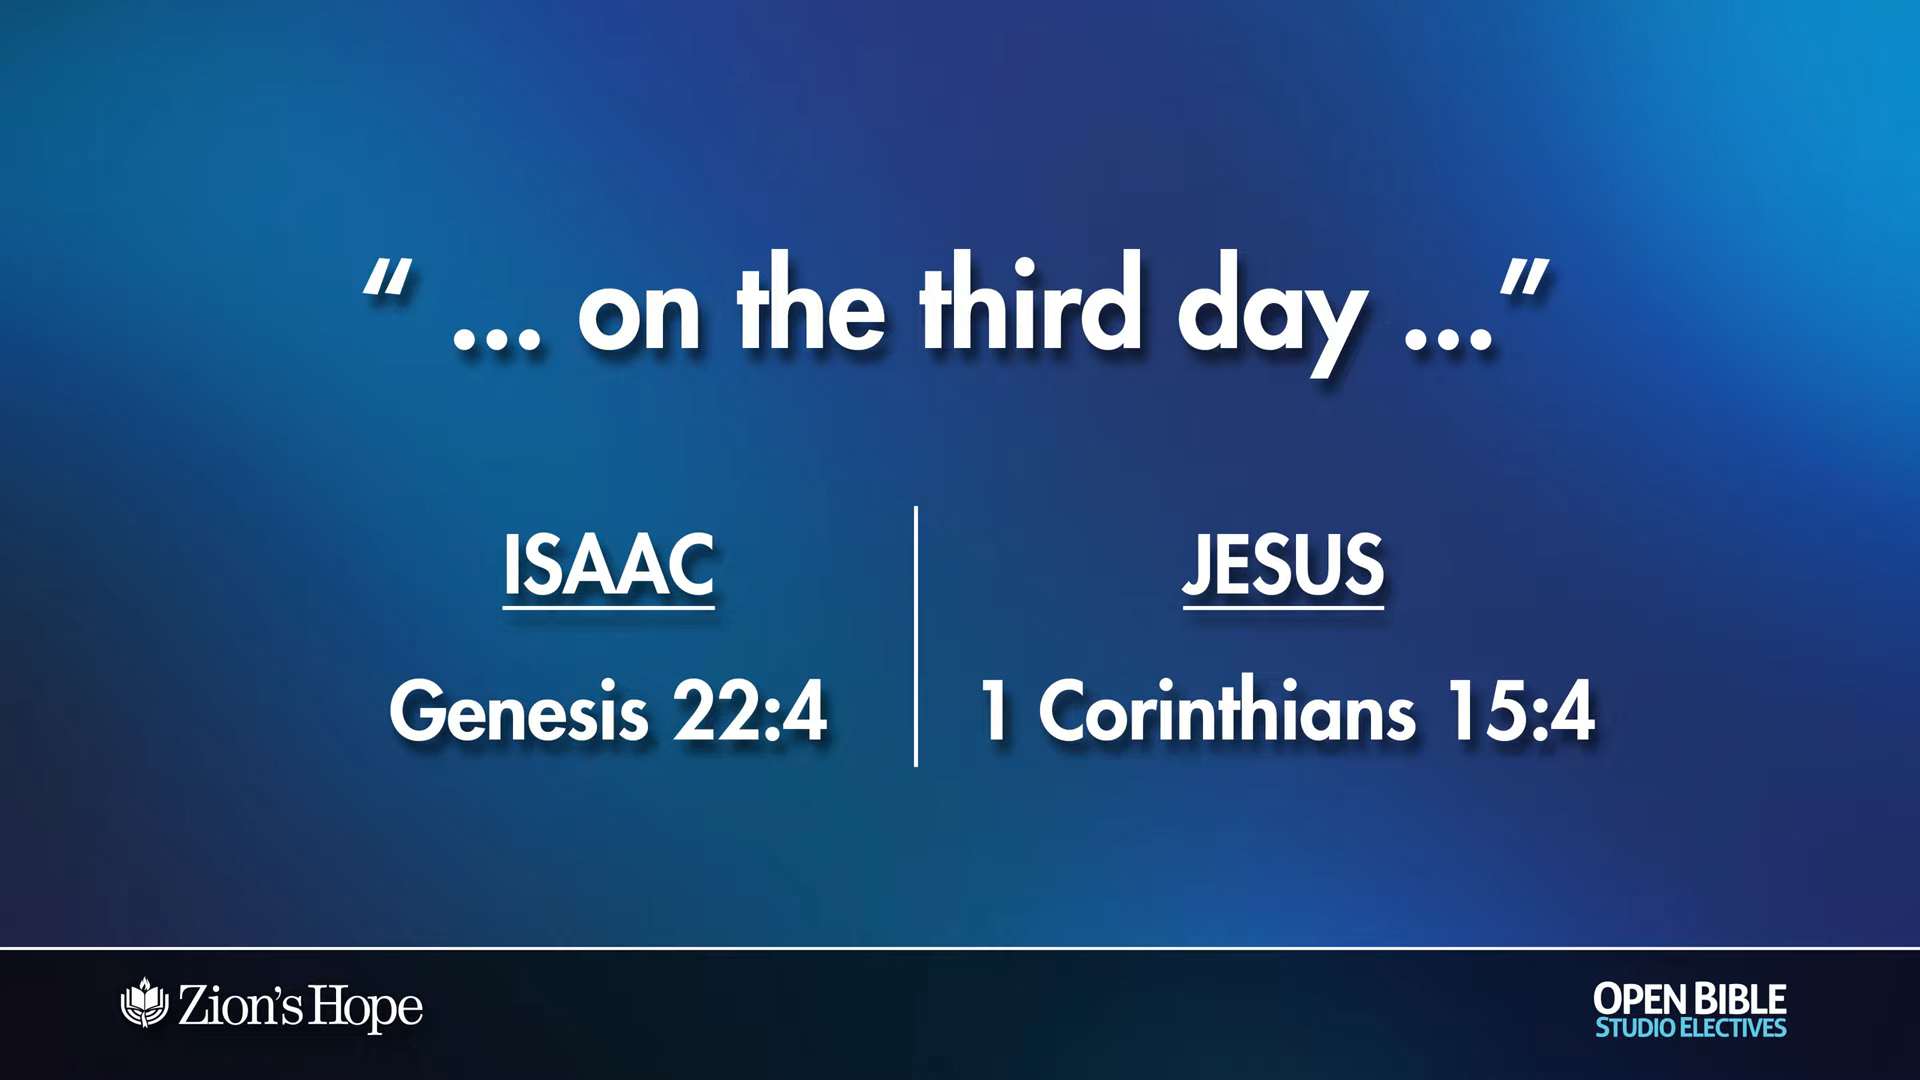 “ ... on the third day ...”
ISAAC
JESUS
Genesis 22:4
1 Corinthians 15:4
Zion's Hope
OPEN BIBLE
STUDIO ELECTIVES